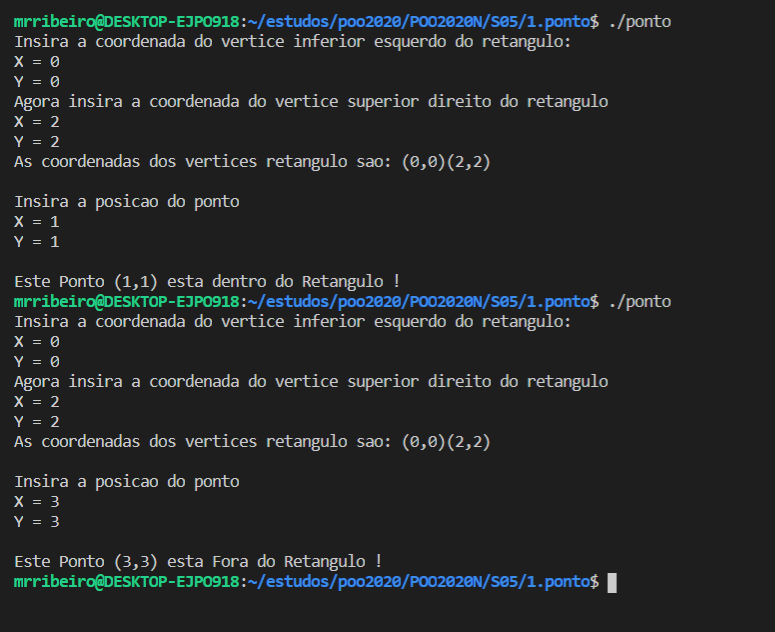 mrribeiro@DESKTOP-EJPO918:~/estudos/poo2020/POO2020N/S05/1.ponto$ ./ponto
Insira a coordenada do vertice inferior esquerdo do retangulo:
X = 0
Y = 0
Agora insira a coordenada do vertice superior direito do retangulo
X = 2
Y = 2
As coordenadas dos vertices retangulo sao: (0,0)(2,2)
Insira a posicao do ponto
X = 1
Y = 1
Este Ponto (1,1) esta dentro do Retangulo !
mrribeiro@DESKTOP-EJPO918:~/estudos/poo2020/POO2020N/S05/1.ponto$ ./ponto
Insira a coordenada do vertice inferior esquerdo do retangulo:
X = 0
Y = 0
Agora insira a coordenada do vertice superior direito do retangulo
X = 2
Y = 2
As coordenadas dos vertices retangulo sao: (0,0)(2,2)
Insira a posicao do ponto
X = 3
Y = 3
Este Ponto (3,3) esta Fora do Retangulo !
mrribeiro@DESKTOP-EJPO918:~/estudos/poo2020/POO2020N/S05/1.ponto$